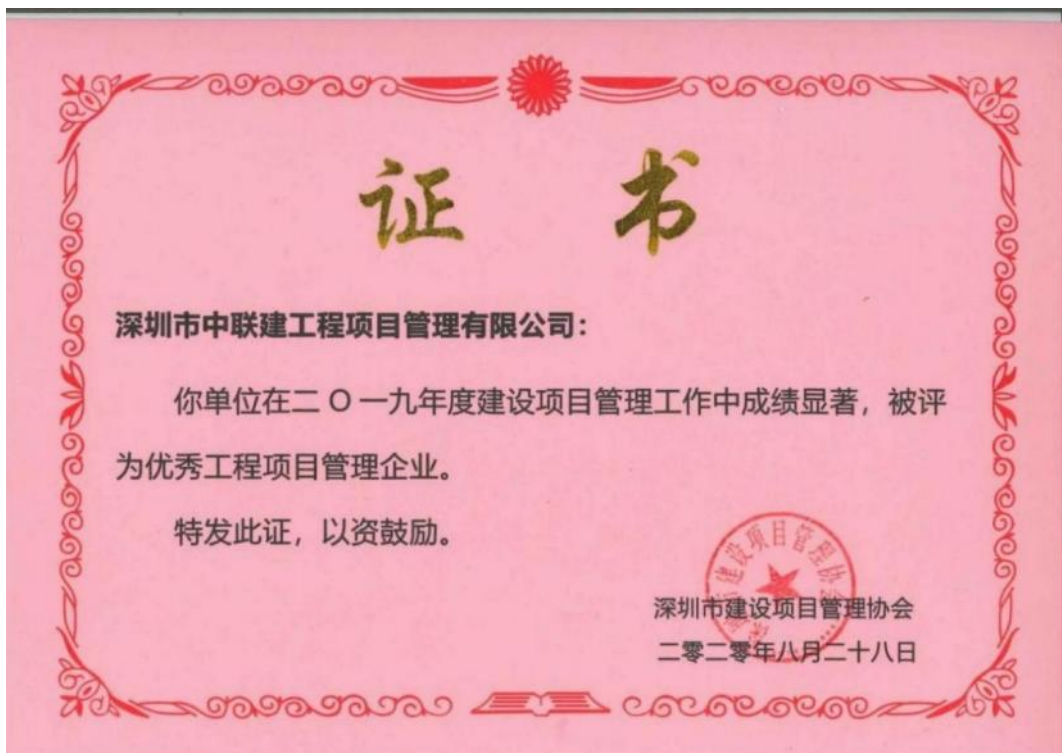 证 书
深圳市中联建工程项目管理有限公司：
你单位在二O一九年度建设项目管理工作中成绩显著，被评
为优秀工程项目管理企业。
特发此证，以资鼓励。
深圳市建设项目管理协会
二零二零年八月二十八日